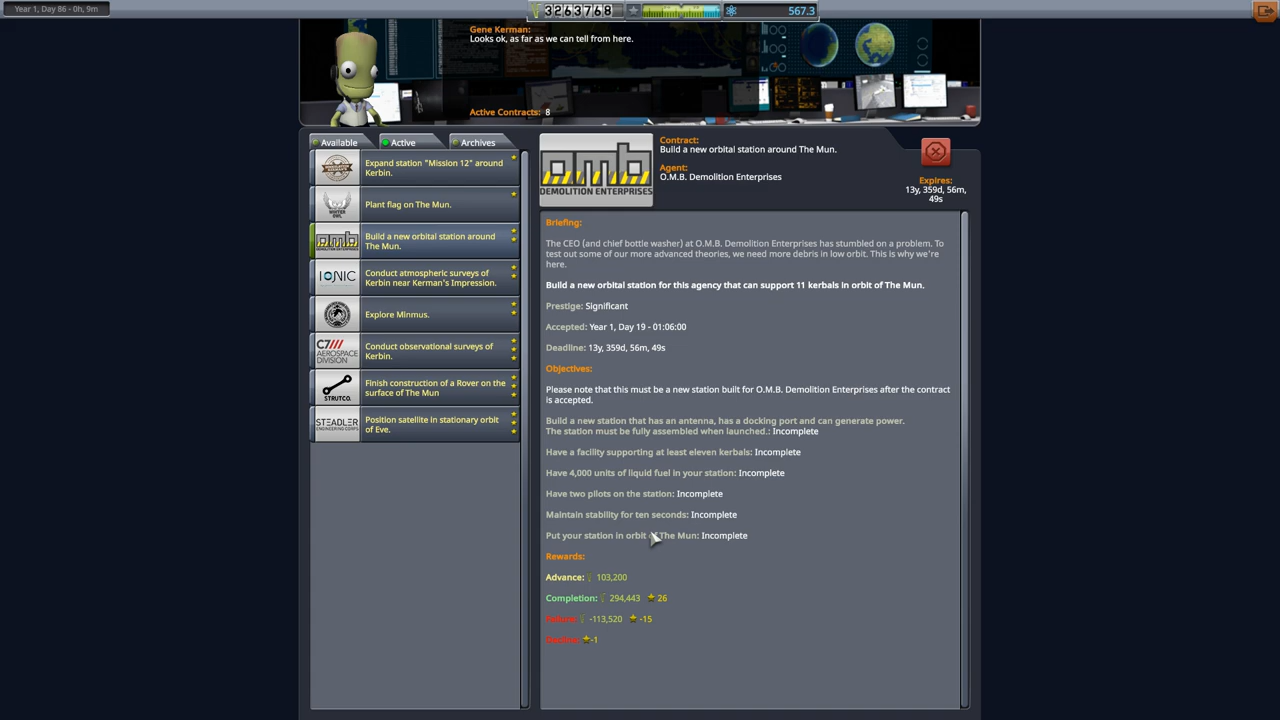 Year 1, Day 86 - 0h, 9m
3263768
567.3
Gene Kerman:
Looks ok, as far as we can tell from here.
Active Contracts: 8
Available
Active
Archives
Expand station "Mission 12" around
Kerbin.
Plant flag on The Mun.
Build a new orbital station around
The Mun.
IONIC
Conduct atmospheric surveys of
Kerbin near Kerman's Impression.
Explore Minmus.
C7///
AEROSPACE
DIVISION
Conduct observational surveys of
Kerbin.
STRUTCO.
Finish construction of a Rover on the
surface of The Mun
STEADLER
ENGINEERING CORPS
Position satellite in stationary orbit
of Eve.
omb
DEMOLITION ENTERPRISES
Contract:
Build a new orbital station around The Mun.
Agent:
O.M.B. Demolition Enterprises
Expires:
13y, 359d, 56m,
49s
Briefing:
The CEO (and chief bottle washer) at O.M.B. Demolition Enterprises has stumbled on a problem. To
test out some of our more advanced theories, we need more debris in low orbit. This is why we're
here.
Build a new orbital station for this agency that can support 11 kerbals in orbit of The Mun.
Prestige: Significant
Accepted: Year 1, Day 19 - 01:06:00
Deadline: 13y, 359d, 56m, 49s
Objectives:
Please note that this must be a new station built for O.M.B. Demolition Enterprises after the contract
is accepted.
Build a new station that has an antenna, has a docking port and can generate power.
The station must be fully assembled when launched.: Incomplete
Have a facility supporting at least eleven kerbals: Incomplete
Have 4,000 units of liquid fuel in your station: Incomplete
Have two pilots on the station: Incomplete
Maintain stability for ten seconds: Incomplete
Put your station in orbit of The Mun: Incomplete
Rewards:
Advance: 103,200
Completion: 294,443 26
-113,520 -15
-1